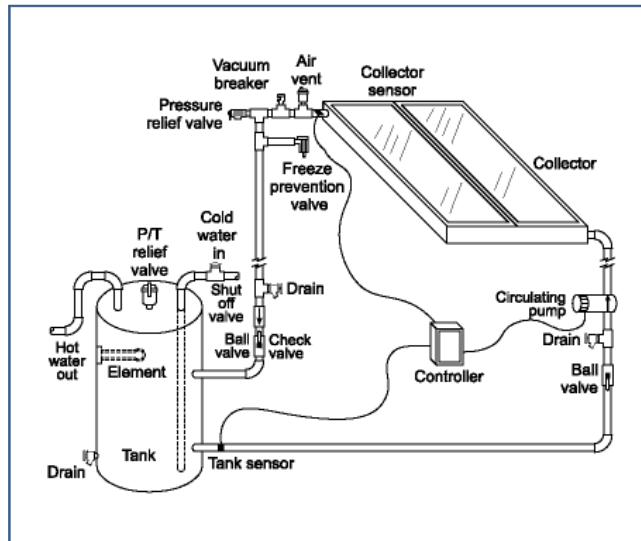 Vacuum
breaker
Air
vent
Collector
sensor
Pressure
relief valve
Collector
Freeze
prevention
valve
Cold
water
in
P/T
relief
valve
Shut
off
valve
Drain
Circulating
pump
Hot
water
out
Ball
valve
Check
valve
Element
Controller
Drain
Ball
valve
Drain
Tank
Tank sensor